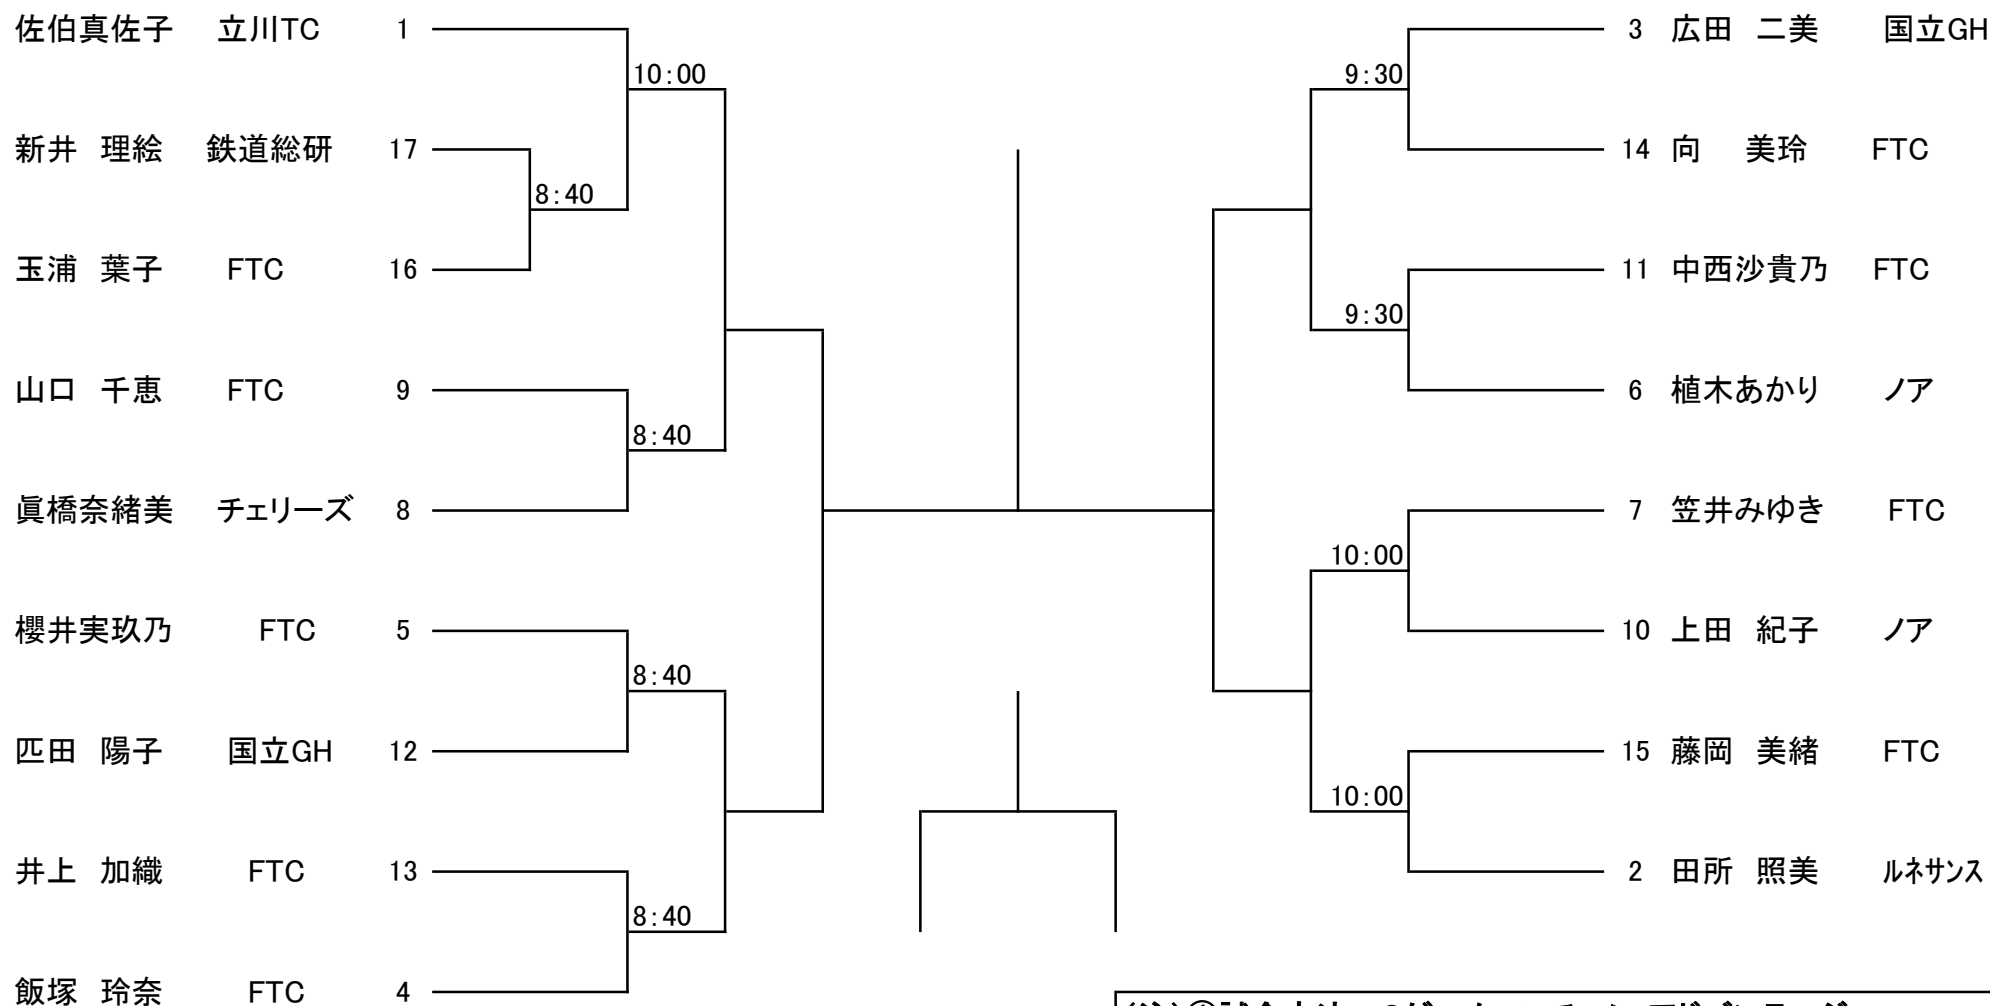 佐伯真佐子 立川TC 1
10:00
新井 理絵 鉄道総研 17
8:40
玉浦 葉子 FTC 16
山口 千恵 FTC 9
8:40
眞橋奈緒美 チェリーズ 8
櫻井実玖乃 FTC 5
8:40
匹田 陽子 国立GH 12
井上 加織 FTC 13
8:40
飯塚 玲奈 FTC 4
3 広田 二美 国立GH
9:30
14 向 美玲 FTC
11 中西沙貴乃 FTC
9:30
6 植木あかり ノア
7 笠井みゆき FTC
10:00
10 上田 紀子 ノア
15 藤岡 美緒 FTC
10:00
2 田所 照美 ルネサンス